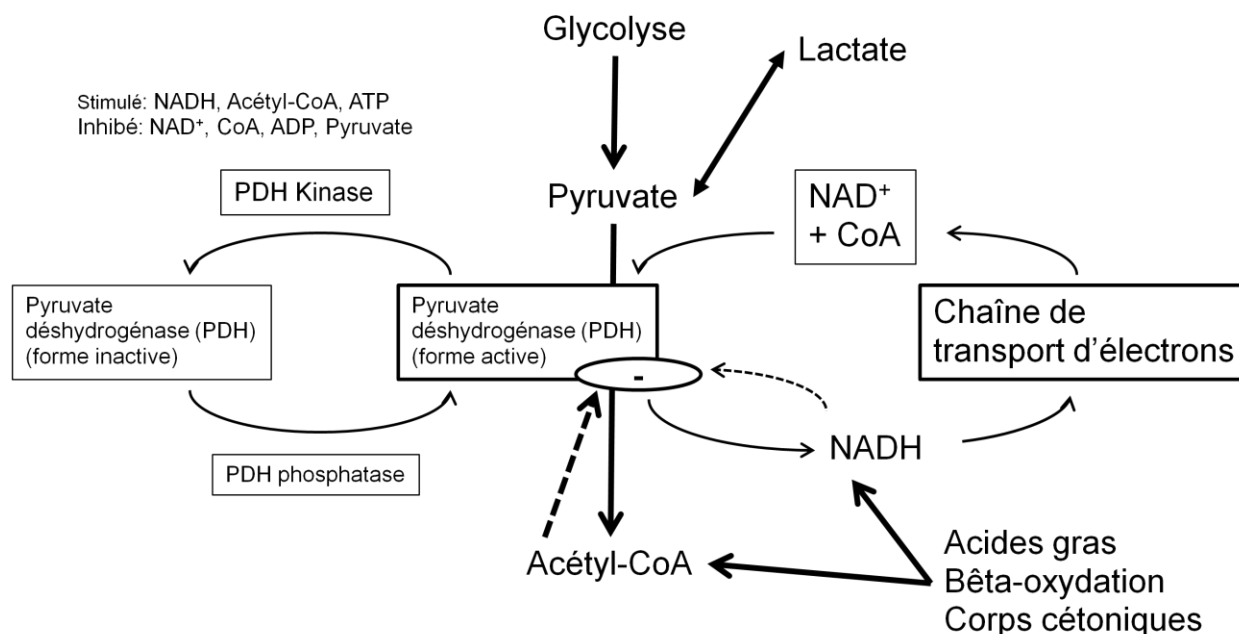 Glycolyse
Lactate
Stimulé: NADH, Acétyl-CoA, ATP
Inhibé: NAD⁺, CoA, ADP, Pyruvate
PDH Kinase
Pyruvate
NAD⁺
+ CoA
Pyruvate
déshydrogénase (PDH)
(forme inactive)
Pyruvate
déshydrogénase (PDH)
(forme active)
Chaîne de
transport d’électrons
-
NADH
PDH phosphatase
Acétyl-CoA
Acides gras
Bêta-oxydation
Corps cétoniques